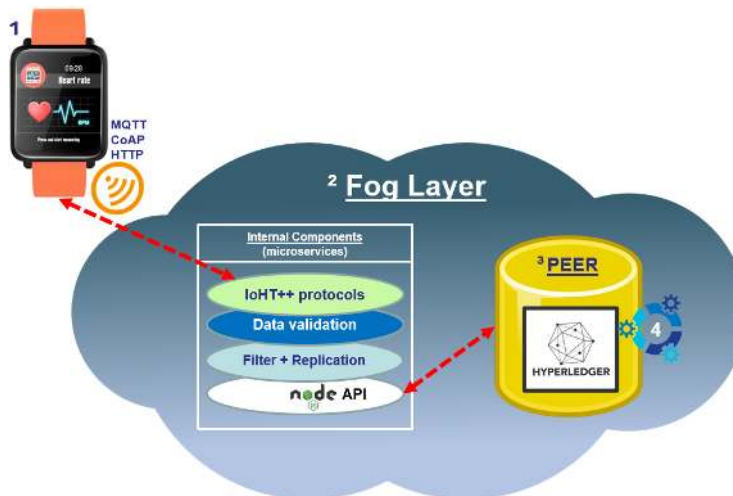 1
09:28
Heart rate
BPM
MQTT
CoAP
HTTP
2 Fog Layer
Internal Components
(microservices)
IoHT++ protocols
Data validation
Filter + Replication
node API
3 PEER
4
HYPERLEDGER